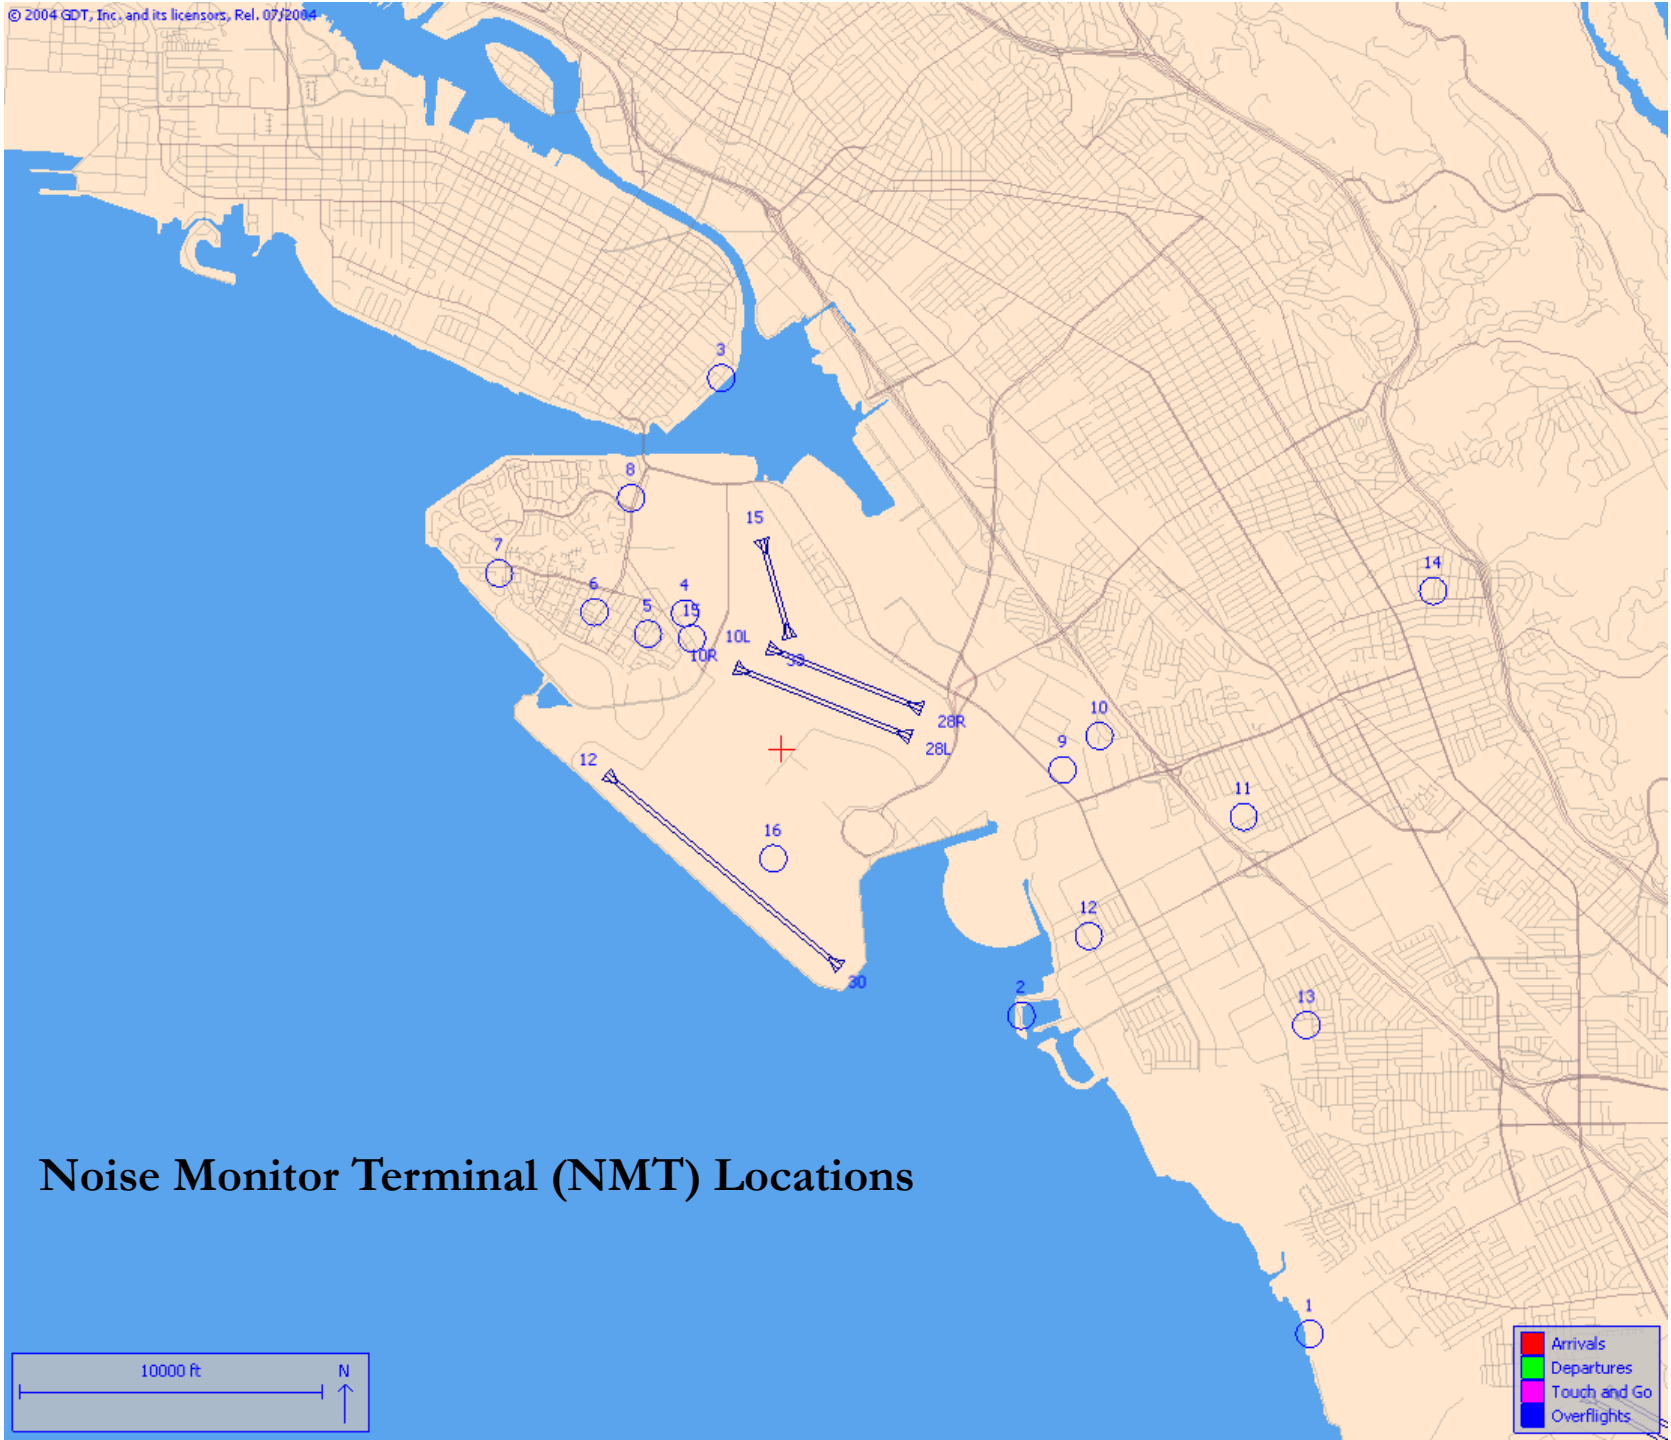 © 2004 GDT, Inc. and its licensors, Rel. 07/2004
3
8
15
7
14
6
5
4
15
10L
10R
33
10
28R
9
28L
12
11
16
12
30
2
13
Noise Monitor Terminal (NMT) Locations
1
10000 ft
N
Arrivals
Departures
Touch and Go
Overflights